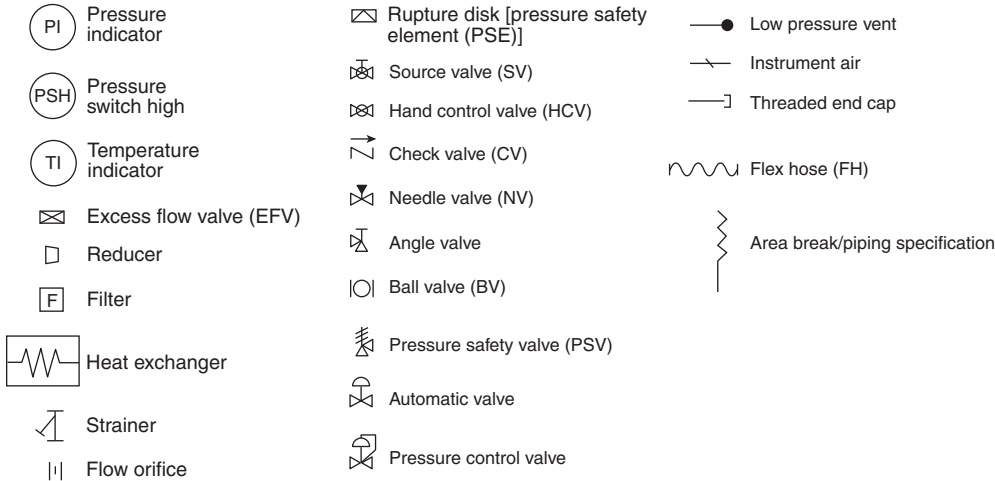 PI
Pressure
indicator
PSH
Pressure
switch high
TI
Temperature
indicator
Excess flow valve (EFV)
Reducer
F
Filter
Heat exchanger
Strainer
Flow orifice
Rupture disk [pressure safety
element (PSE)]
Source valve (SV)
Hand control valve (HCV)
Check valve (CV)
Needle valve (NV)
Angle valve
Ball valve (BV)
Pressure safety valve (PSV)
Automatic valve
Pressure control valve
Low pressure vent
Instrument air
Threaded end cap
Flex hose (FH)
Area break/piping specification